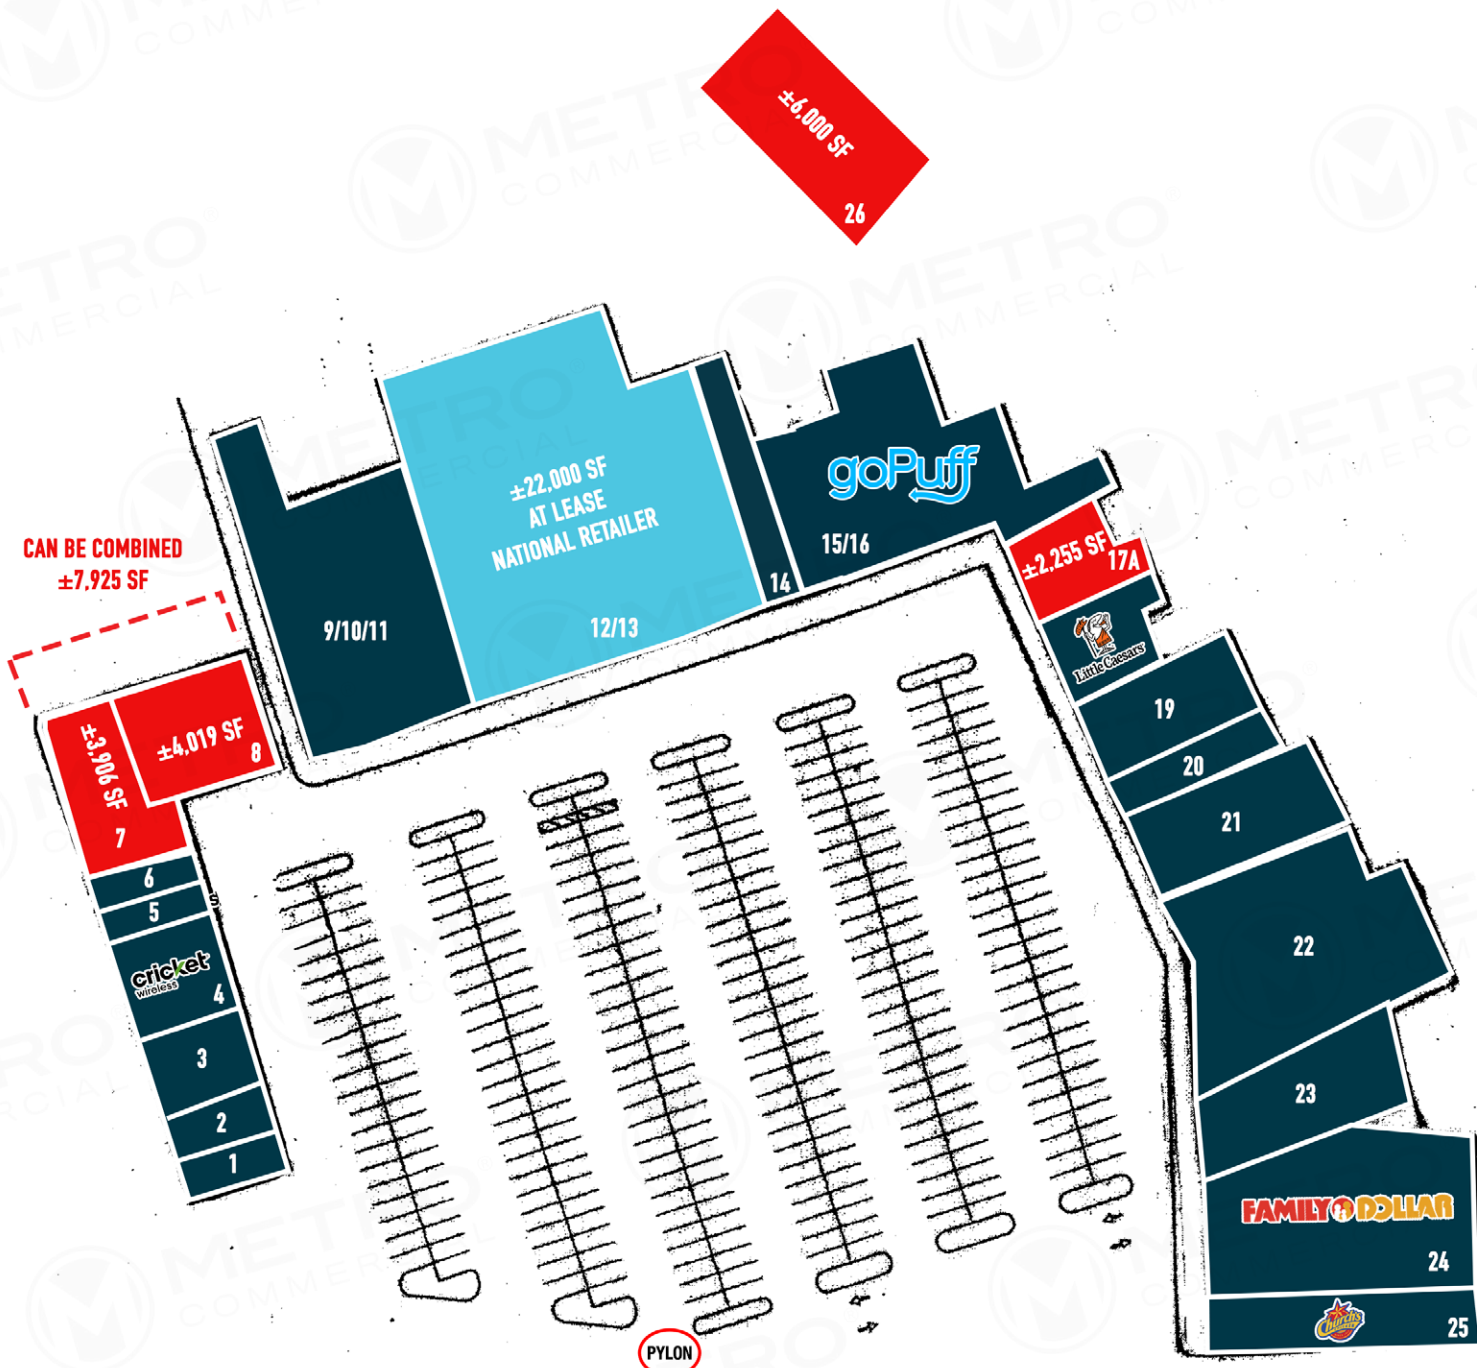 ±6,000 SF
26
±22,000 SF
AT LEASE
NATIONAL RETAILER
12/13
goPuff
15/16
14
±2,255 SF
17A
Little Caesars
CAN BE COMBINED
±7,925 SF
9/10/11
±3,906 SF
7
±4,019 SF
8
6
5
S
cricket
wireless
4
3
2
1
19
20
21
22
23
FAMILY DOLLAR
24
Church's
25
PYLON
METRO
COMMERCIAL